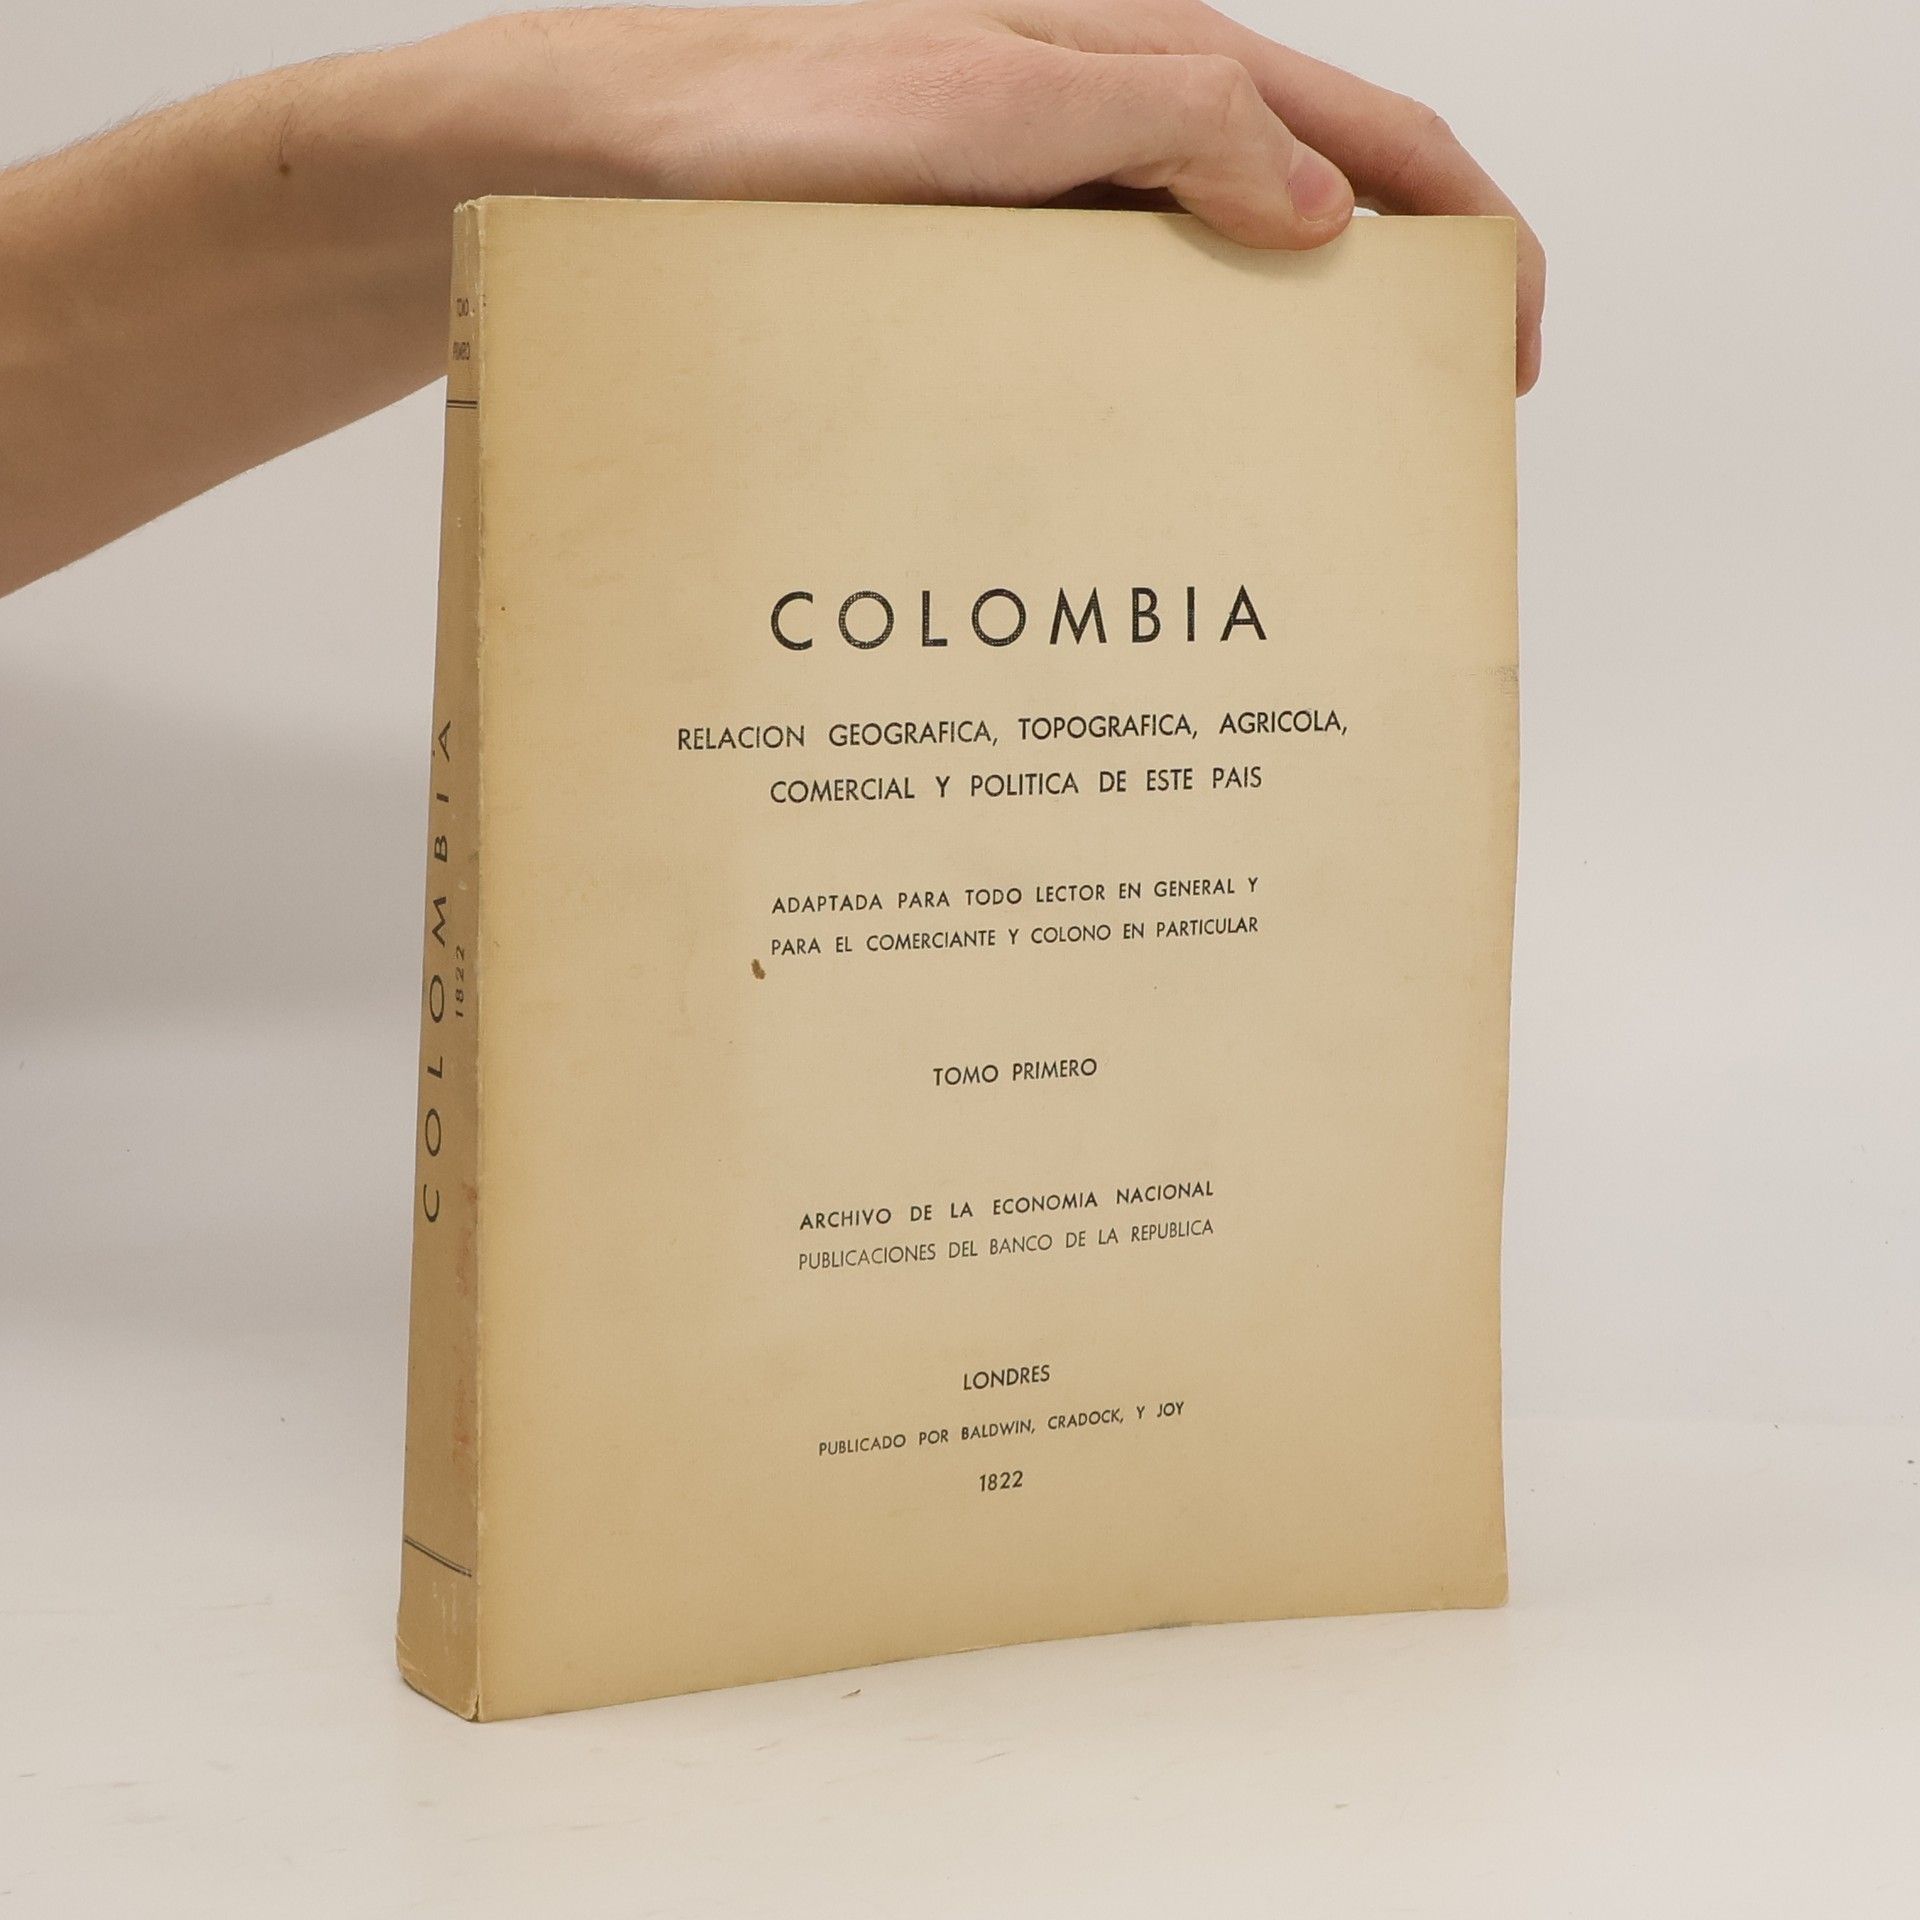 COLOMBIA
RELACION GEOGRAFICA, TOPOGRAFICA, AGRICOLA,
COMERCIAL Y POLITICA DE ESTE PAIS
ADAPTADA PARA TODO LECTOR EN GENERAL Y
PARA EL COMERCIANTE Y COLONO EN PARTICULAR
TOMO PRIMERO
ARCHIVO DE LA ECONOMIA NACIONAL
PUBLICACIONES DEL BANCO DE LA REPUBLICA
LONDRES
PUBLICADO POR BALDWIN, CRADOCK, Y JOY
1822
TOMO
PRIMERO
COLOMBIA
1822